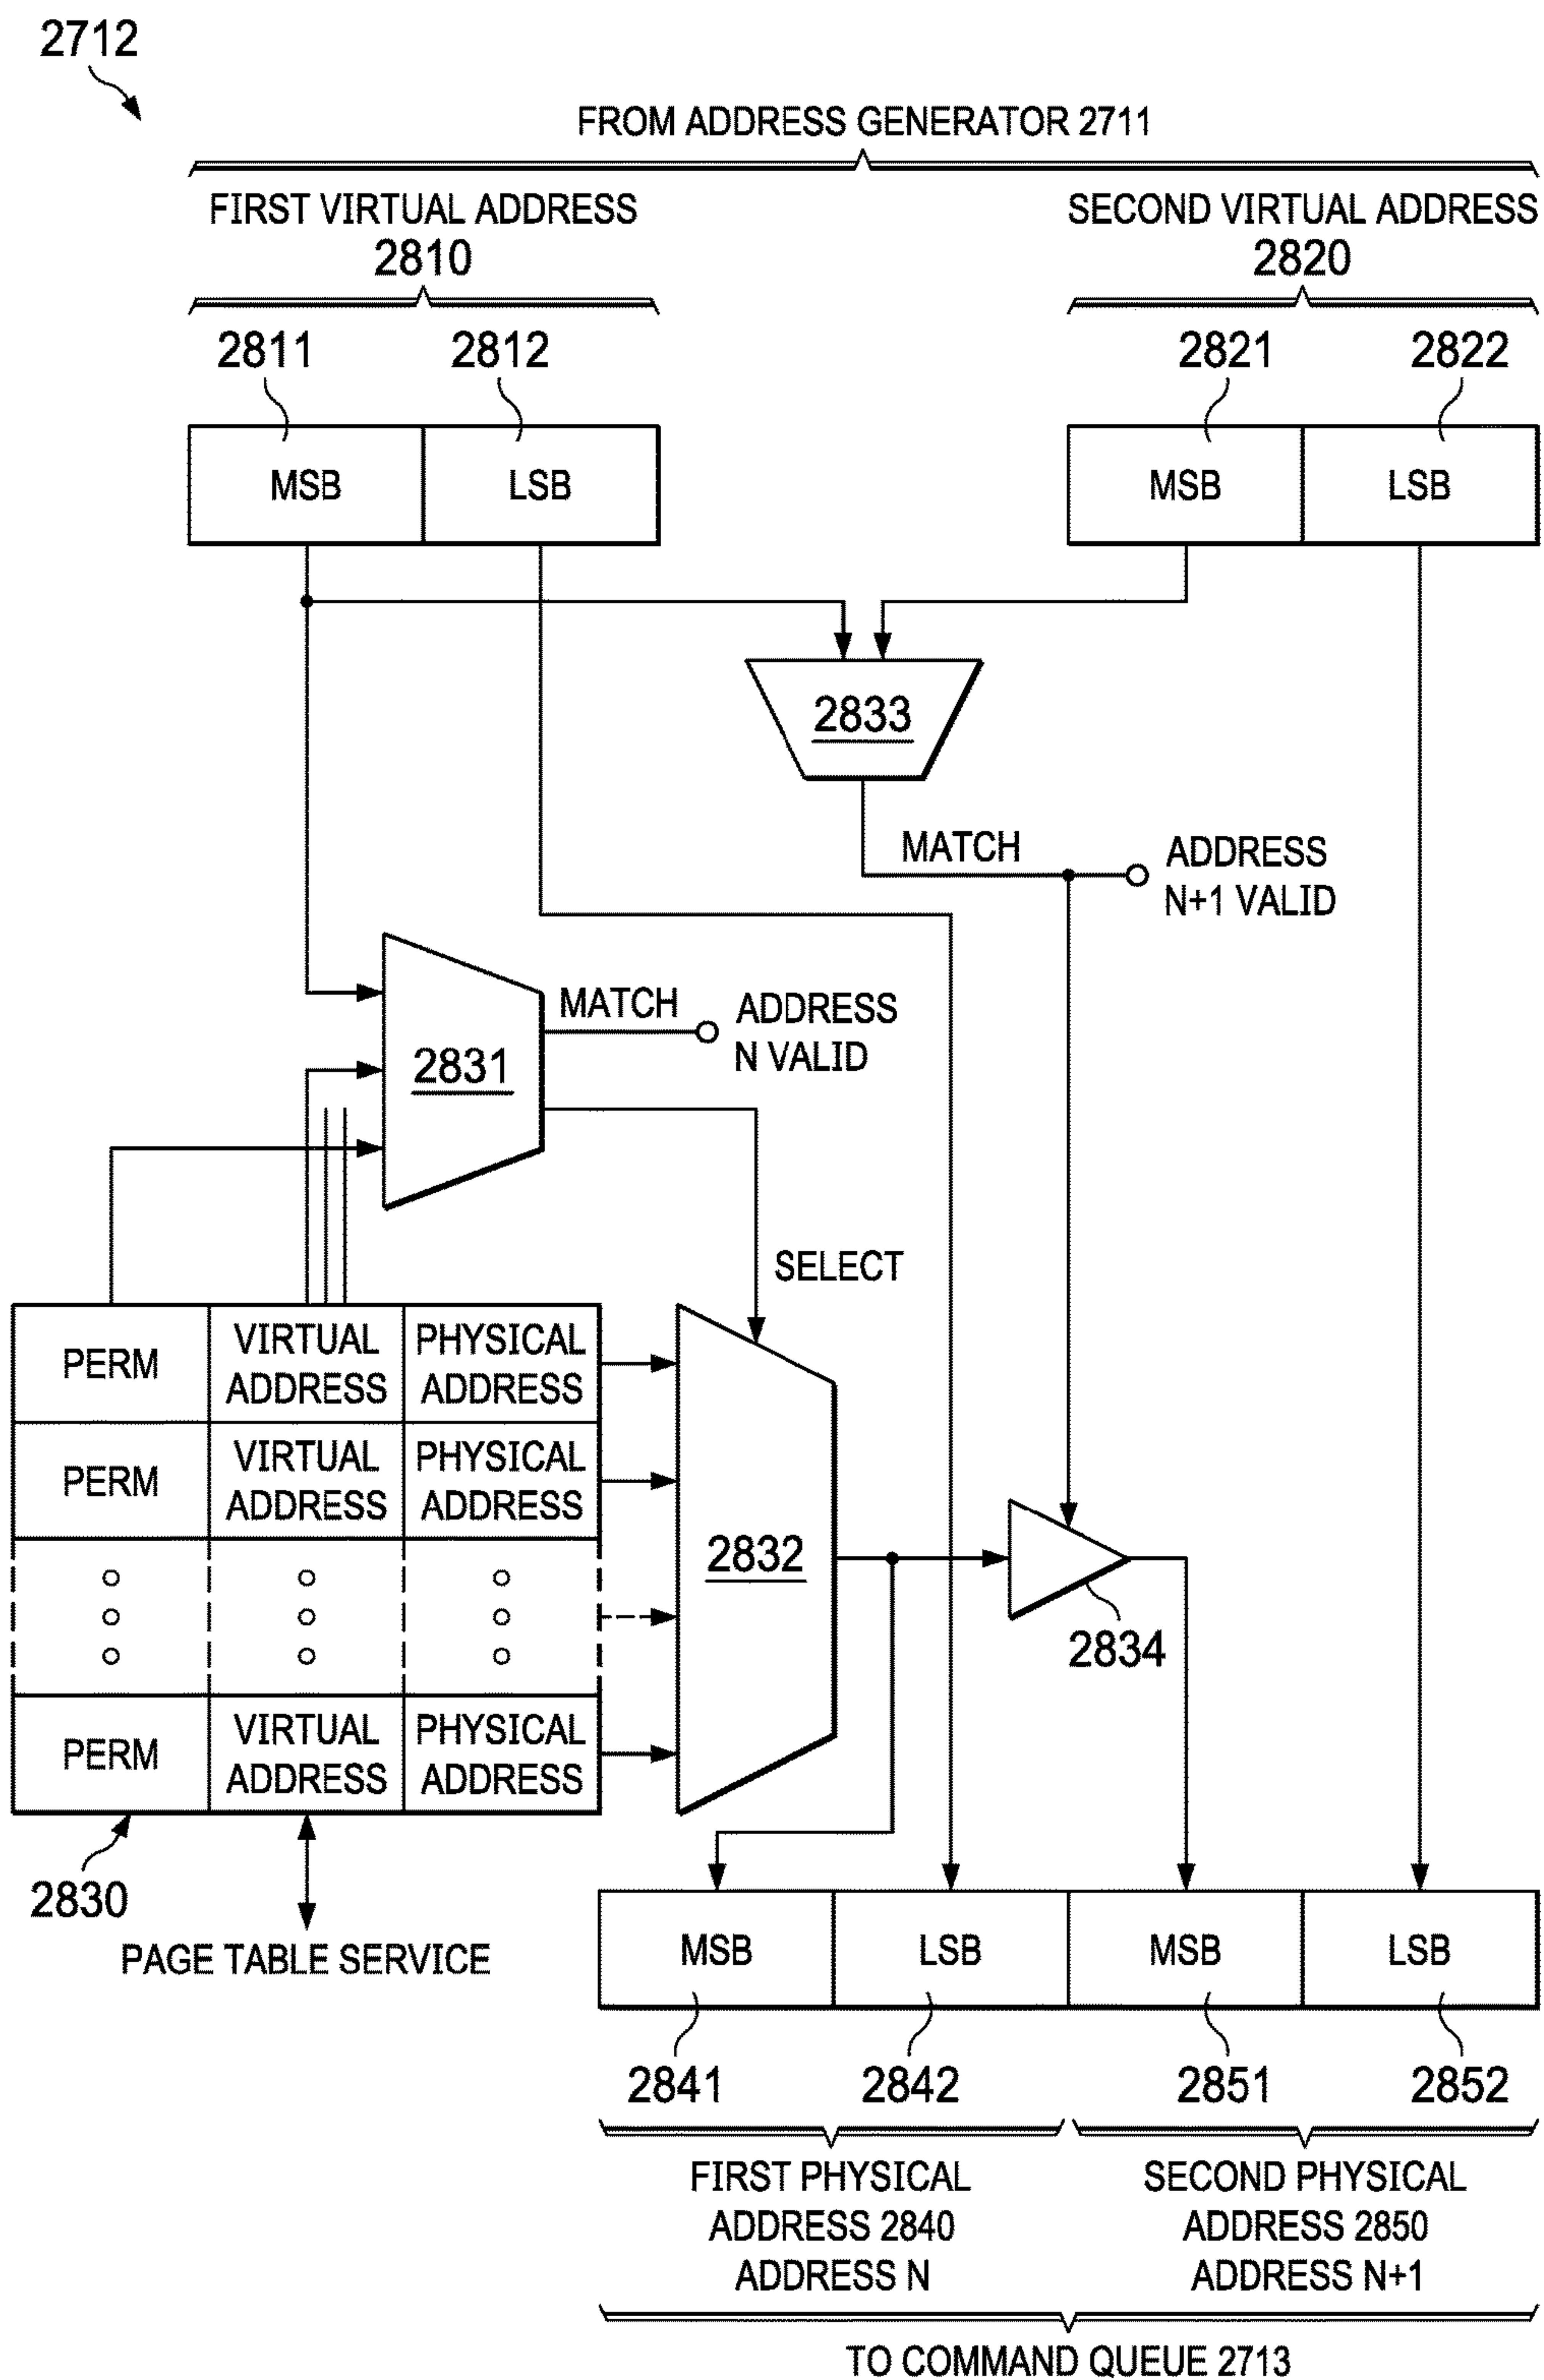 2712
FROM ADDRESS GENERATOR 2711
FIRST VIRTUAL ADDRESS
2810
SECOND VIRTUAL ADDRESS
2820
2811
2812
2821
2822
MSB
LSB
MSB
LSB
2833
MATCH
ADDRESS
N+1 VALID
2831
MATCH
ADDRESS
N VALID
SELECT
PERM
VIRTUAL
ADDRESS
PHYSICAL
ADDRESS
PERM
VIRTUAL
ADDRESS
PHYSICAL
ADDRESS
2832
2834
PERM
VIRTUAL
ADDRESS
PHYSICAL
ADDRESS
2830
PAGE TABLE SERVICE
MSB
LSB
MSB
LSB
2841
2842
2851
2852
FIRST PHYSICAL
ADDRESS 2840
ADDRESS N
SECOND PHYSICAL
ADDRESS 2850
ADDRESS N+1
TO COMMAND QUEUE 2713